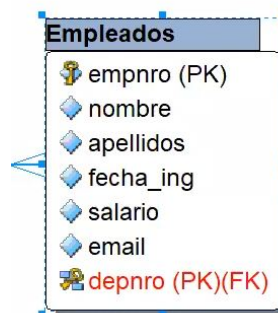 Empleados
empnro (PK)
nombre
apellidos
fecha_ing
salario
email
depnro (PK)(FK)